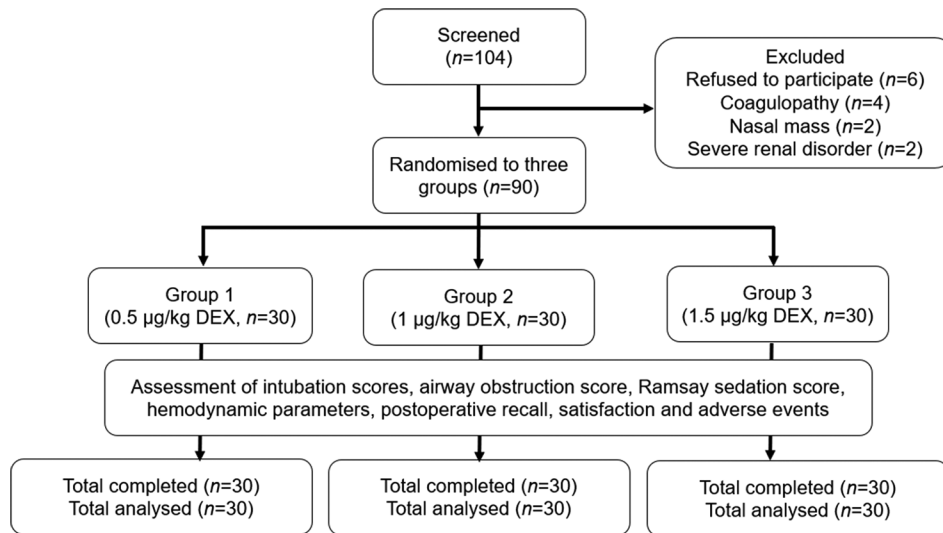 Screened
(n=104)
Excluded
Refused to participate (n=6)
Coagulopathy (n=4)
Nasal mass (n=2)
Severe renal disorder (n=2)
Randomised to three
groups (n=90)
Group 1
(0.5 µg/kg DEX, n=30)
Group 2
(1 µg/kg DEX, n=30)
Group 3
(1.5 µg/kg DEX, n=30)
Assessment of intubation scores, airway obstruction score, Ramsay sedation score,
hemodynamic parameters, postoperative recall, satisfaction and adverse events
Total completed (n=30)
Total analysed (n=30)
Total completed (n=30)
Total analysed (n=30)
Total completed (n=30)
Total analysed (n=30)